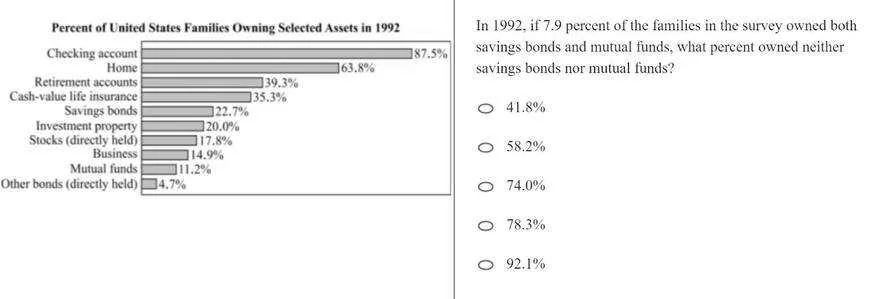 Percent of United States Families Owning Selected Assets in 1992
Checking account 87.5%
Home 63.8%
Retirement accounts 39.3%
Cash-value life insurance 35.3%
Savings bonds 22.7%
Investment property 20.0%
Stocks (directly held) 17.8%
Business 14.9%
Mutual funds 11.2%
Other bonds (directly held) 4.7%
In 1992, if 7.9 percent of the families in the survey owned both
savings bonds and mutual funds, what percent owned neither
savings bonds nor mutual funds?
41.8%
58.2%
74.0%
78.3%
92.1%